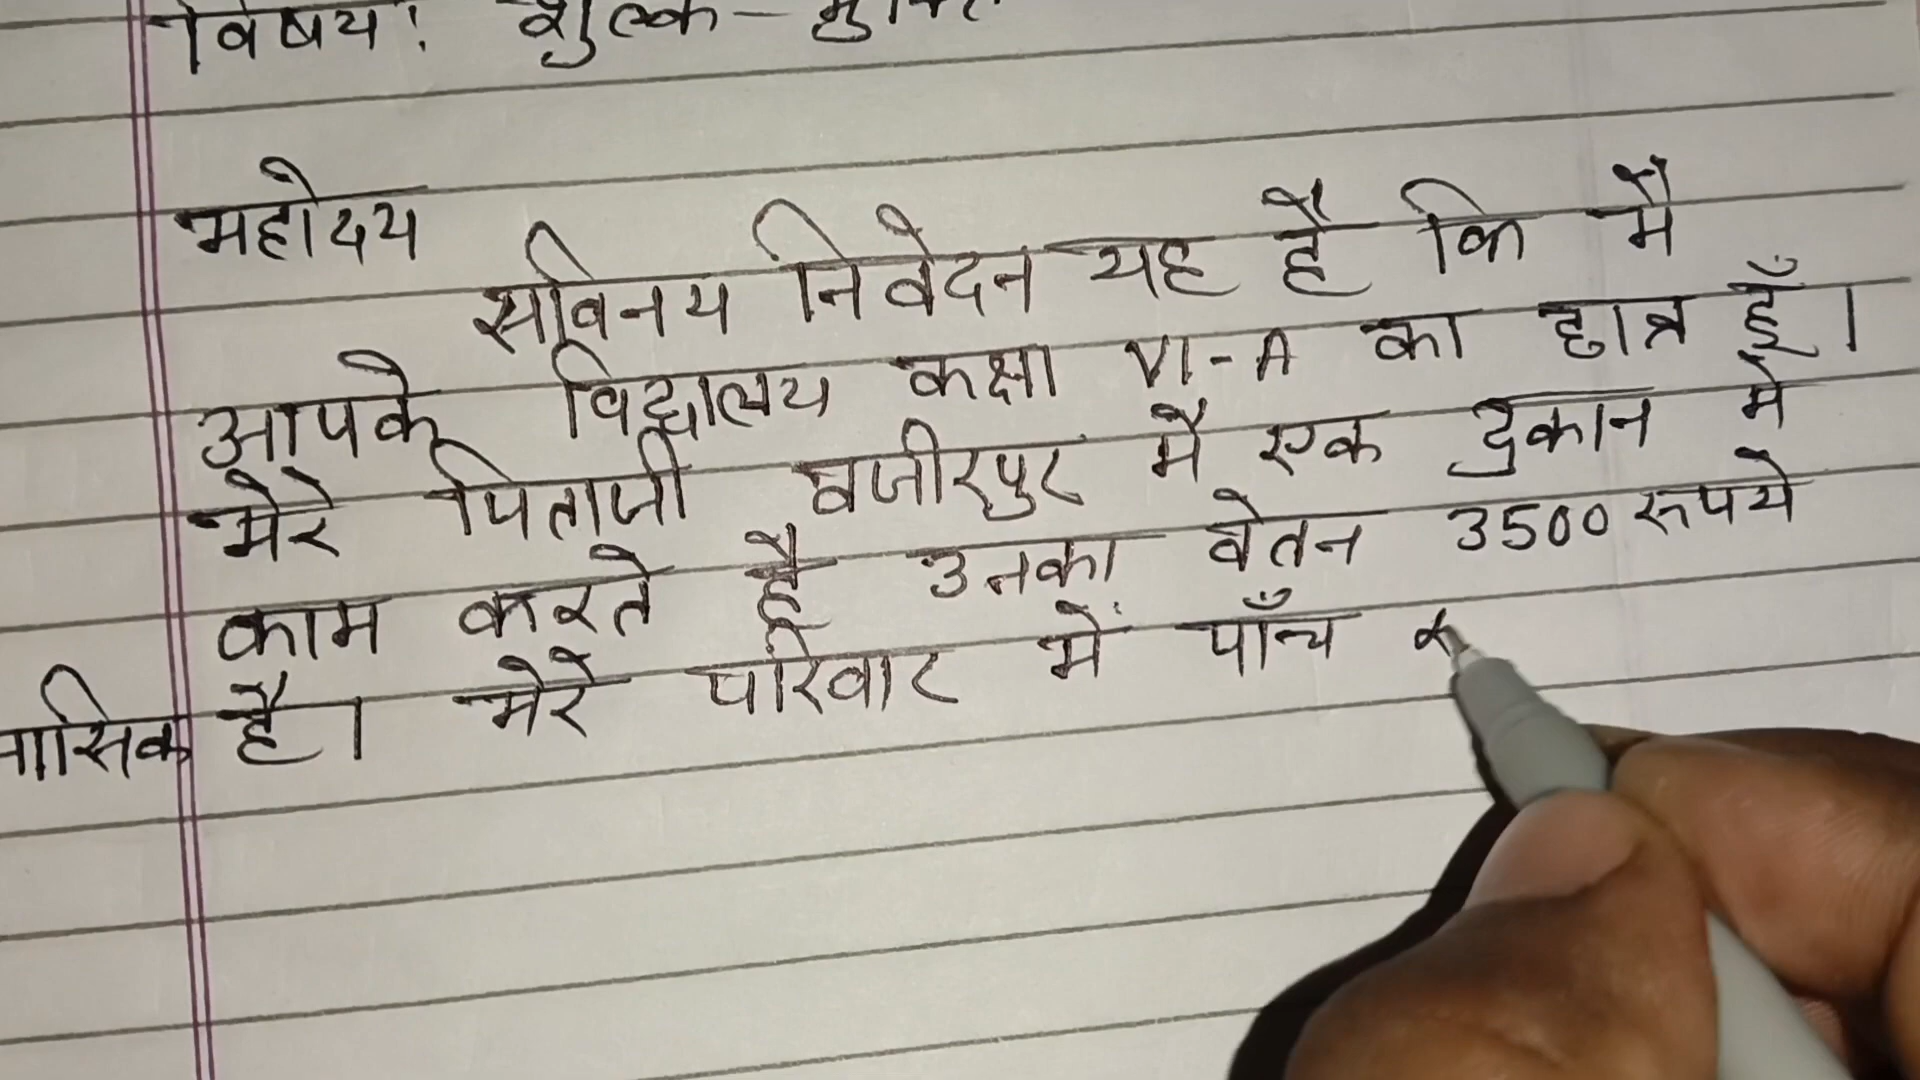 विषय: शुल्क-मुक्ति
महोदय
सविनय निवेदन यह है कि मै
आपके विद्यालय कक्षा VI-A का छात्र हूँ।
मेरे पिताजी वजीरपुर मै एक दुकान मे
काम करते है उनका वेतन 3500 रुपये
मासिक है। मेरे परिवार में पाँच